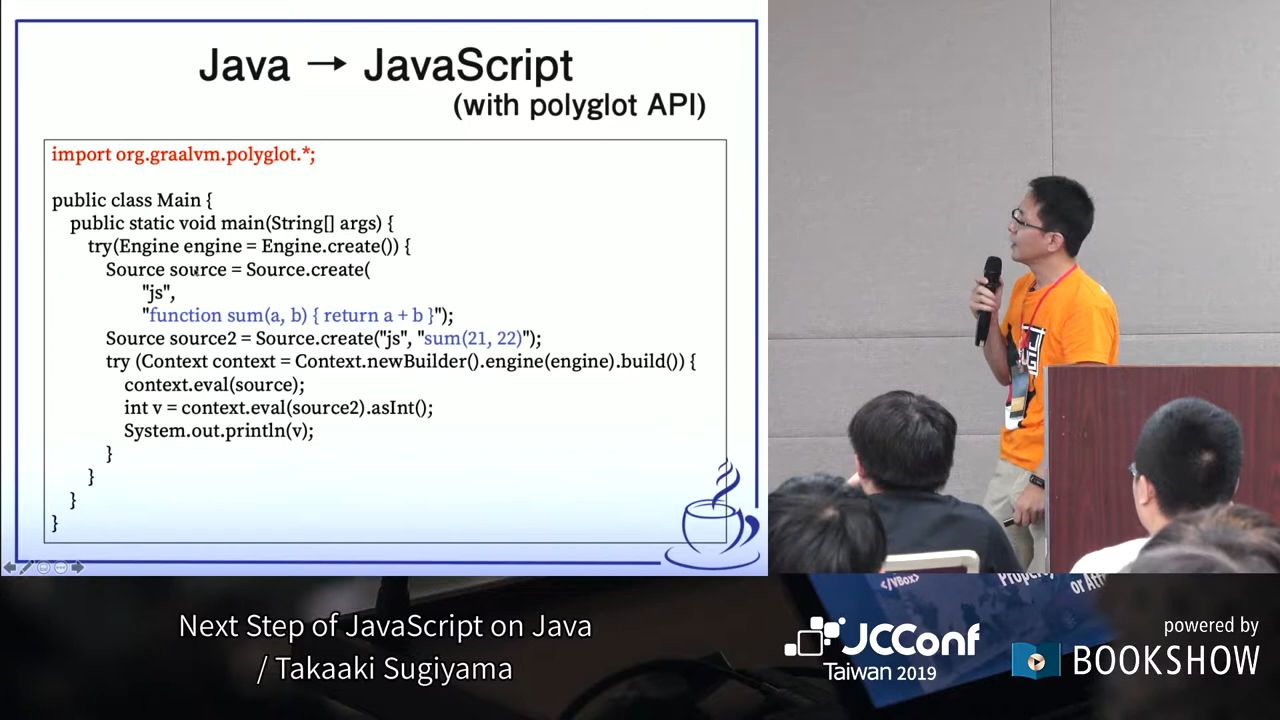 Java → JavaScript
(with polyglot API)
import org.graalvm.polyglot.*;
public class Main {
public static void main(String[] args) {
try(Engine engine = Engine.create()) {
Source source = Source.create(
"js",
"function sum(a, b) { return a + b }");
Source source2 = Source.create("js", "sum(21, 22)");
try (Context context = Context.newBuilder().engine(engine).build()) {
context.eval(source);
int v = context.eval(source2).asInt();
System.out.println(v);
}
}
}
}
</VBox>
Next Step of JavaScript on Java
/ Takaaki Sugiyama
JCConf
Taiwan 2019
powered by
BOOKSHOW